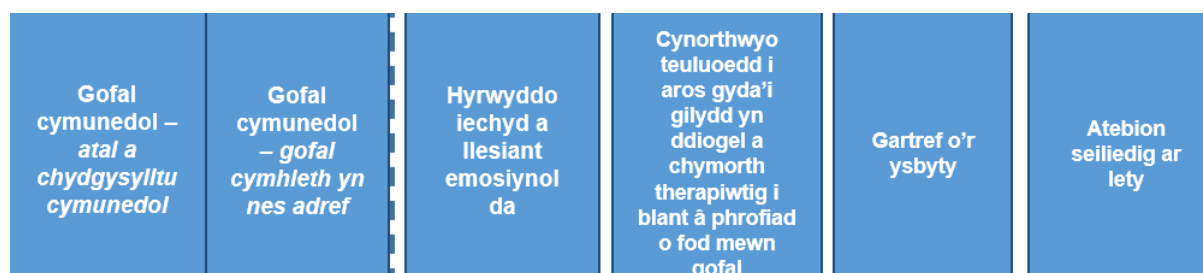 Gofal
cymunedol –
atal a
chydgysylltu
cymunedol
Gofal
cymunedol
– gofal
cymhleth yn
nes adref
Hyrwyddo
iechyd a
llesiant
emosiynol
da
Cynorthwyo
teuluoedd i
aros gyda’i
gilydd yn
ddiogel a
chymorth
therapiwtig i
blant â phrofiad
o fod mewn
gofal
Gartref o’r
ysbyty
Atebion
seiliedig ar
lety